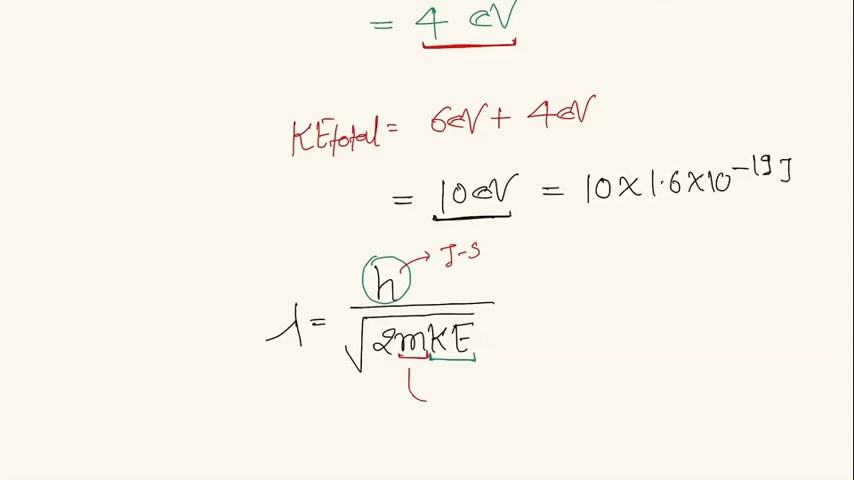 = 4 eV
KEtotal = 6eV + 4eV
= 10eV = 10 × 1.6 × 10⁻¹⁹ J
h → J-S
λ = h / √2mKE